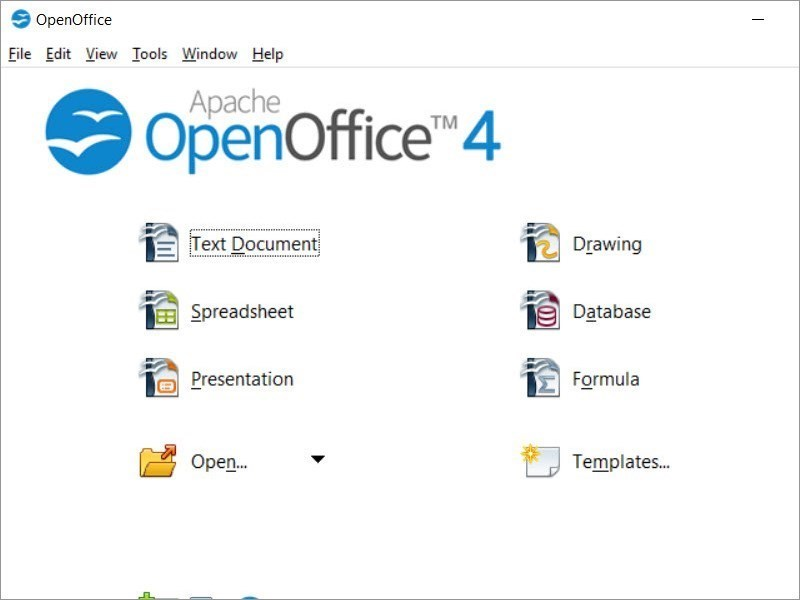 OpenOffice
File Edit View Tools Window Help
Apache
OpenOffice™ 4
Text Document
Drawing
Spreadsheet
Database
Presentation
Formula
Open...
Templates...